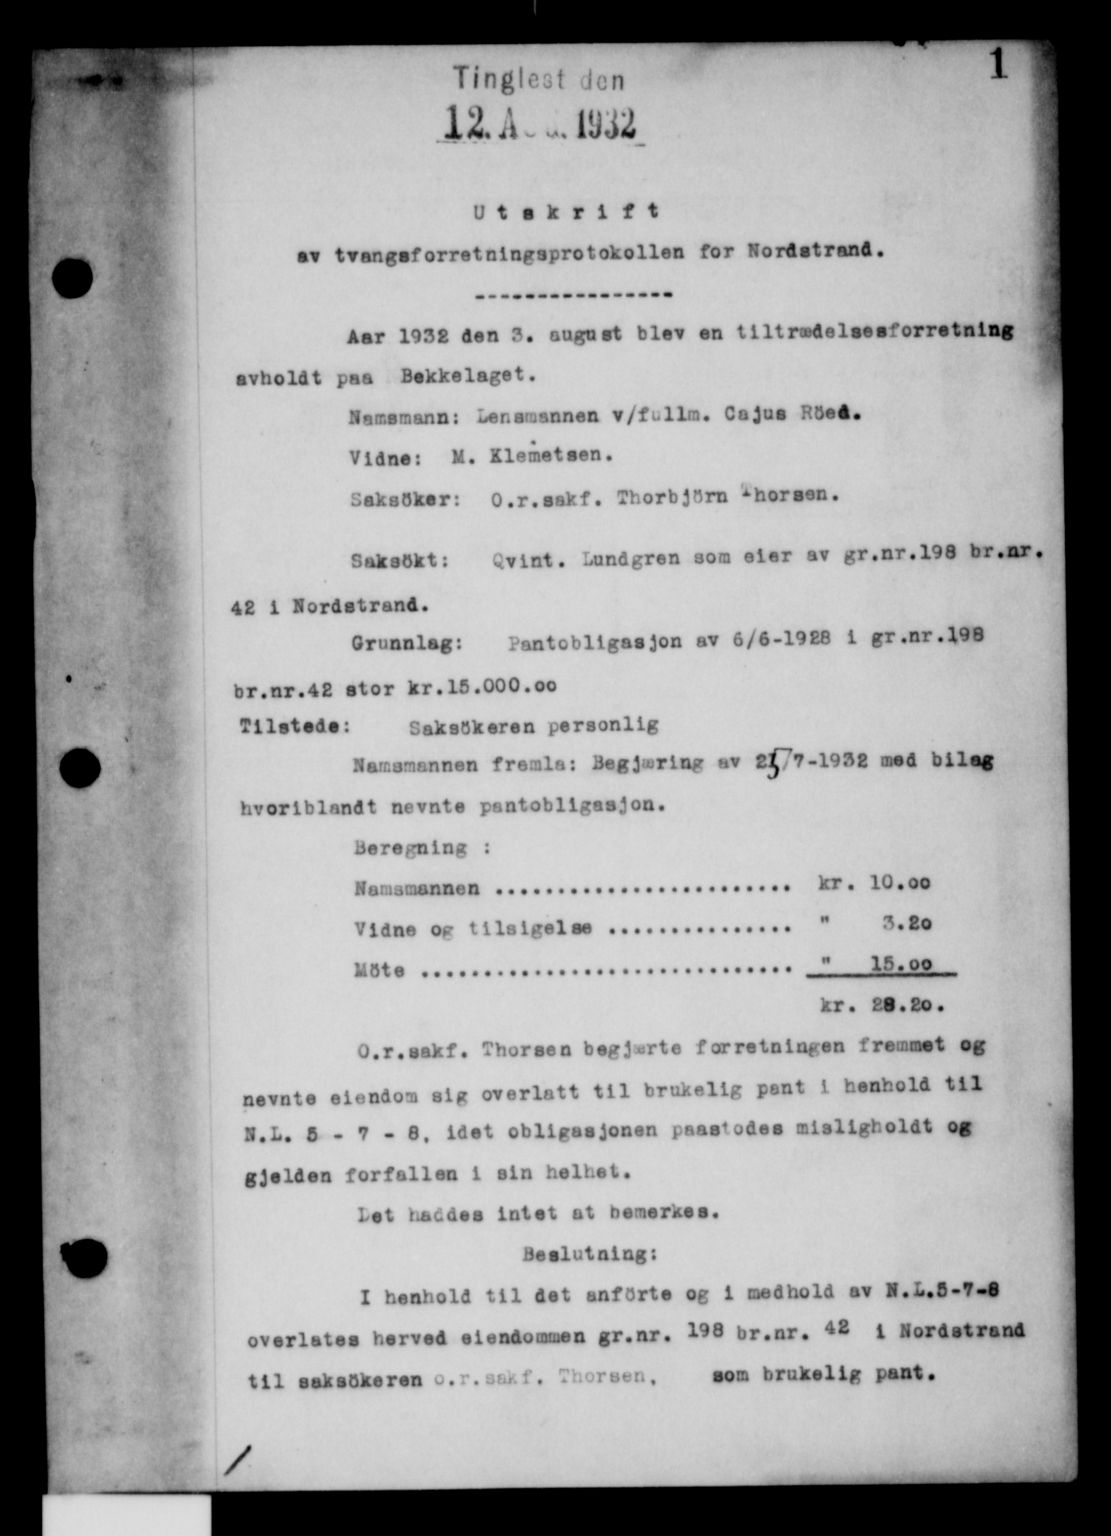 1
Tinglest den
12. AUG. 1932
Utskrift
av tvangsforretningsprotokollen for Nordstrand.
----------------
Aar 1932 den 3. august blev en tiltrædelsesforretning
avholdt paa Bekkelaget.
Namsmann: Lensmannen v/fullm. Cajus Röed.
Vidne: M. Klemetsen.
Saksöker: O.r.sakf. Thorbjörn Thorsen.
Saksökt: Qvint. Lundgren som eier av gr.nr.198 br.nr.
42 i Nordstrand.
Grunnlag: Pantobligasjon av 6/6-1928 i gr.nr.198
br.nr.42 stor kr.15.000.oo
Tilstede: Saksökeren personlig
Namsmannen fremla: Begjæring av 25/7-1932 med bilag
hvoriblandt nevnte pantobligasjon.
Beregning :
Namsmannen ........................ kr. 10.oo
Vidne og tilsigelse ............... " 3.2o
Möte .............................. " 15.oo
kr. 28.2o.
O.r.sakf. Thorsen begjærte forretningen fremmet og
nevnte eiendom sig overlatt til brukelig pant i henhold til
N.L. 5 - 7 - 8, idet obligasjonen paastodes misligholdt og
gjelden forfallen i sin helhet.
Det haddes intet at bemerkes.
Beslutning:
I henhold til det anförte og i medhold av N.L.5-7-8
overlates herved eiendommen gr.nr. 198 br.nr. 42 i Nordstrand
til saksökeren o.r.sakf. Thorsen, som brukelig pant.